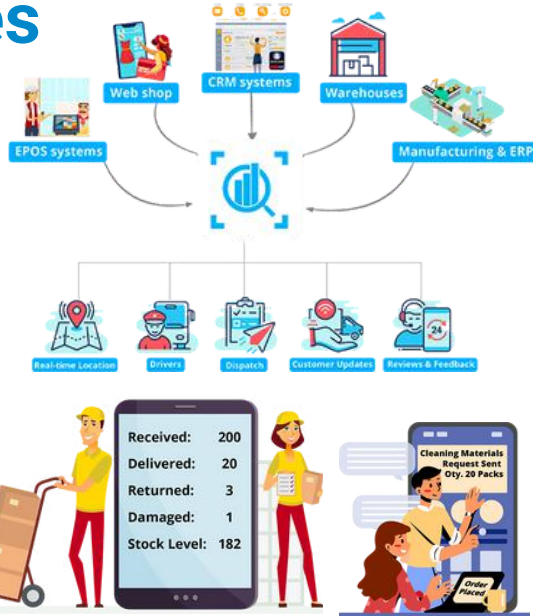 es
Web shop
CRM systems
Warehouses
EPOS systems
Manufacturing & ERP
Real-time Location
Drivers
Dispatch
Customer Updates
24
Reviews & Feedback
Received: 200
Delivered: 20
Returned: 3
Damaged: 1
Stock Level: 182
Cleaning Materials
Request Sent
Qty. 20 Packs
Order
Placed